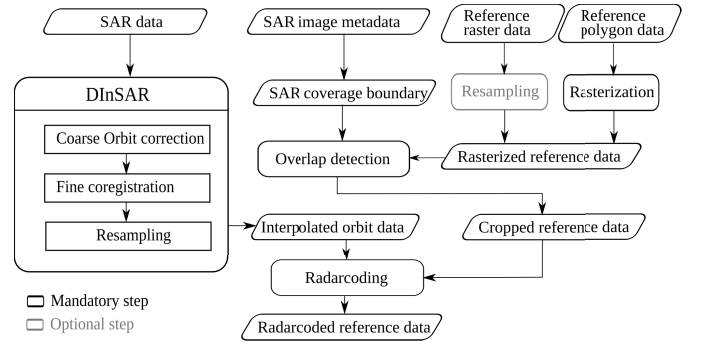 SAR data
SAR image metadata
Reference
raster data
Reference
polygon data
DInSAR
SAR coverage boundary
Resampling
Rasterization
Coarse Orbit correction
Overlap detection
Rasterized reference data
Fine coregistration
Resampling
Interpolated orbit data
Cropped reference data
Radarcoding
Mandatory step
Optional step
Radarcoded reference data